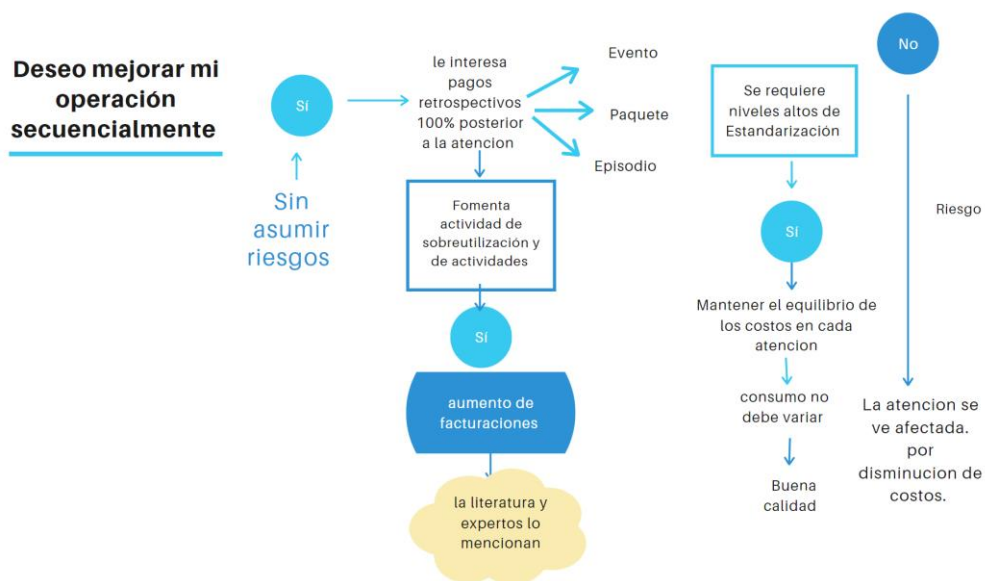 Deseo mejorar mi
operación
secuencialmente
Sí
Sin
asumir
riesgos
le interesa
pagos
retrospectivos
100% posterior
a la atencion
Evento
Paquete
Episodio
Fomenta
actividad de
sobreutilización y
de actividades
Sí
aumento de
facturaciones
la literatura y
expertos lo
mencionan
Se requiere
niveles altos de
Estandarización
Sí
Mantener el equilibrio de
los costos en cada
atencion
consumo no
debe variar
Buena
calidad
No
Riesgo
La atencion se
ve afectada.
por
disminucion de
costos.